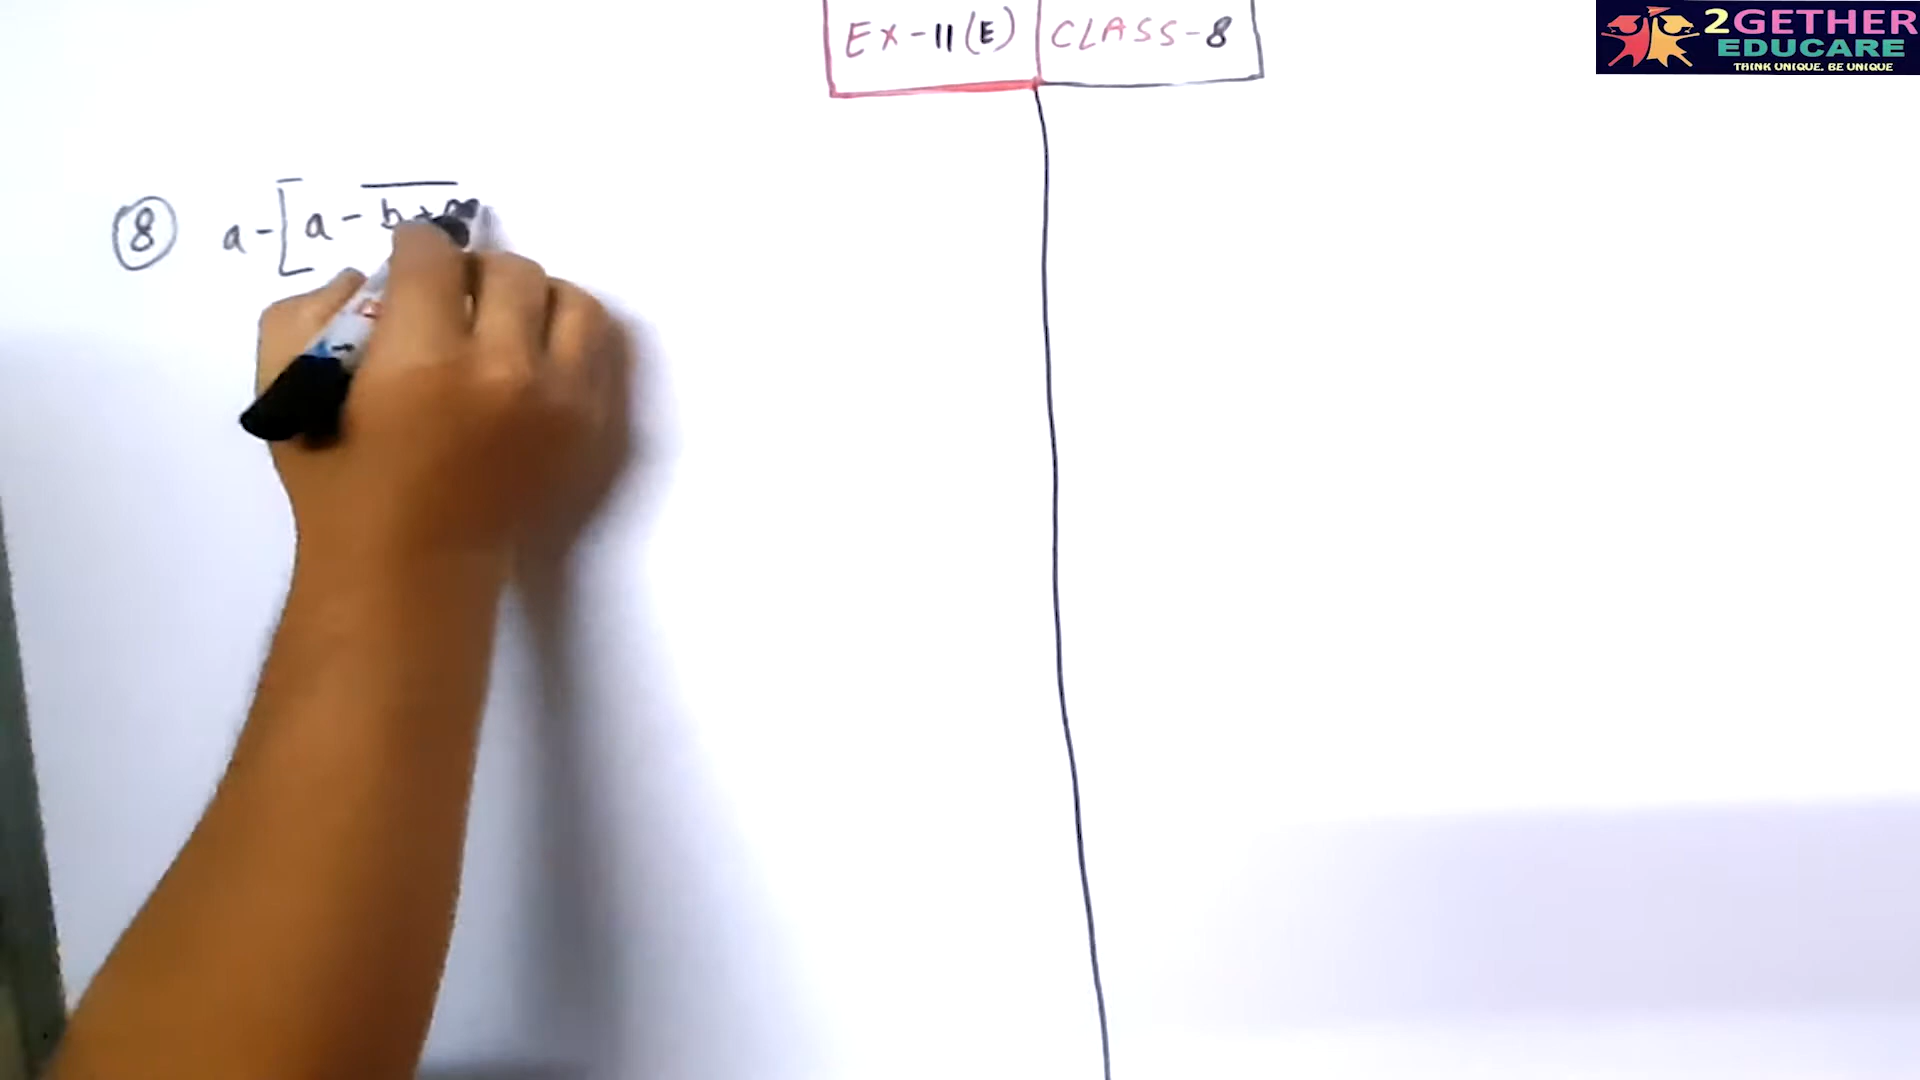 EX-11(E) CLASS-8
2GETHER
EDUCARE
THINK UNIQUE. BE UNIQUE
8 a-[a-b+